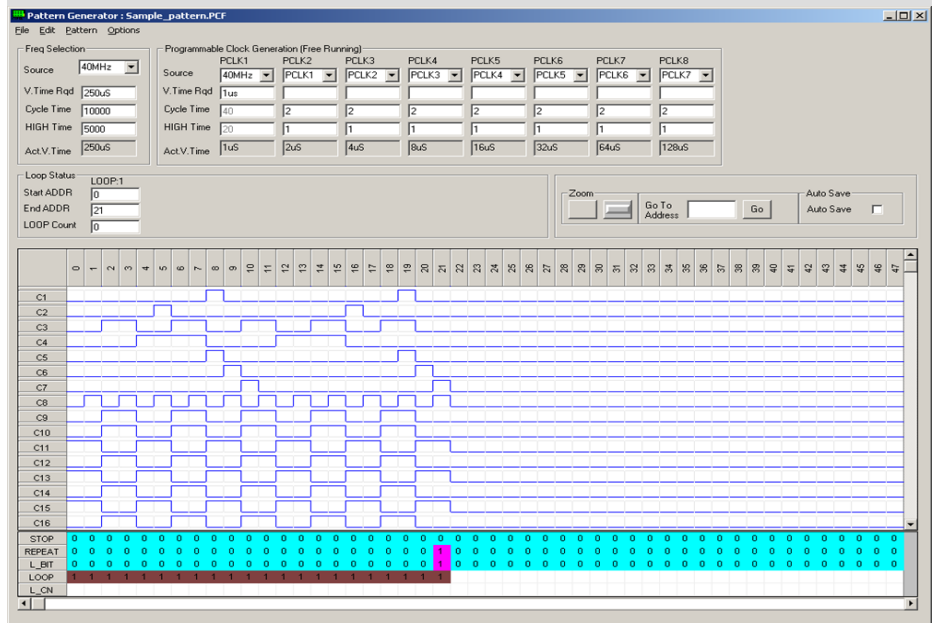 Pattern Generator : Sample_pattern.PCF
File Edit Pattern Options
Freq Selection
Source 40MHz
V.Time Rqd 250uS
Cycle Time 10000
HIGH Time 5000
Act.V.Time 250uS
Programmable Clock Generation (Free Running)
PCLK1 PCLK2 PCLK3 PCLK4 PCLK5 PCLK6 PCLK7 PCLK8
Source 40MHz PCLK1 PCLK2 PCLK3 PCLK4 PCLK5 PCLK6 PCLK7
V.Time Rqd 1us
Cycle Time 40 2 2 2 2 2 2 2
HIGH Time 20 1 1 1 1 1 1 1
Act.V.Time 1uS 2uS 4uS 8uS 16uS 32uS 64uS 128uS
Loop Status
LOOP:1
Start ADDR 0
End ADDR 21
LOOP Count 0
Zoom
Go To Address Go
Auto Save
Auto Save
0 1 2 3 4 5 6 7 8 9 10 11 12 13 14 15 16 17 18 19 20 21 22 23 24 25 26 27 28 29 30 31 32 33 34 35 36 37 38 39 40 41 42 43 44 45 46 47
C1
C2
C3
C4
C5
C6
C7
C8
C9
C10
C11
C12
C13
C14
C15
C16
STOP 0 0 0 0 0 0 0 0 0 0 0 0 0 0 0 0 0 0 0 0 0 0 0 0 0 0 0 0 0 0 0 0 0 0 0 0 0 0 0 0 0 0 0 0 0 0 0 0
REPEAT 0 0 0 0 0 0 0 0 0 0 0 0 0 0 0 0 0 0 0 0 0 1 0 0 0 0 0 0 0 0 0 0 0 0 0 0 0 0 0 0 0 0 0 0 0 0 0 0
L_BIT 0 0 0 0 0 0 0 0 0 0 0 0 0 0 0 0 0 0 0 0 0 1 0 0 0 0 0 0 0 0 0 0 0 0 0 0 0 0 0 0 0 0 0 0 0 0 0 0
LOOP 1 1 1 1 1 1 1 1 1 1 1 1 1 1 1 1 1 1 1 1 1 1
L_CN